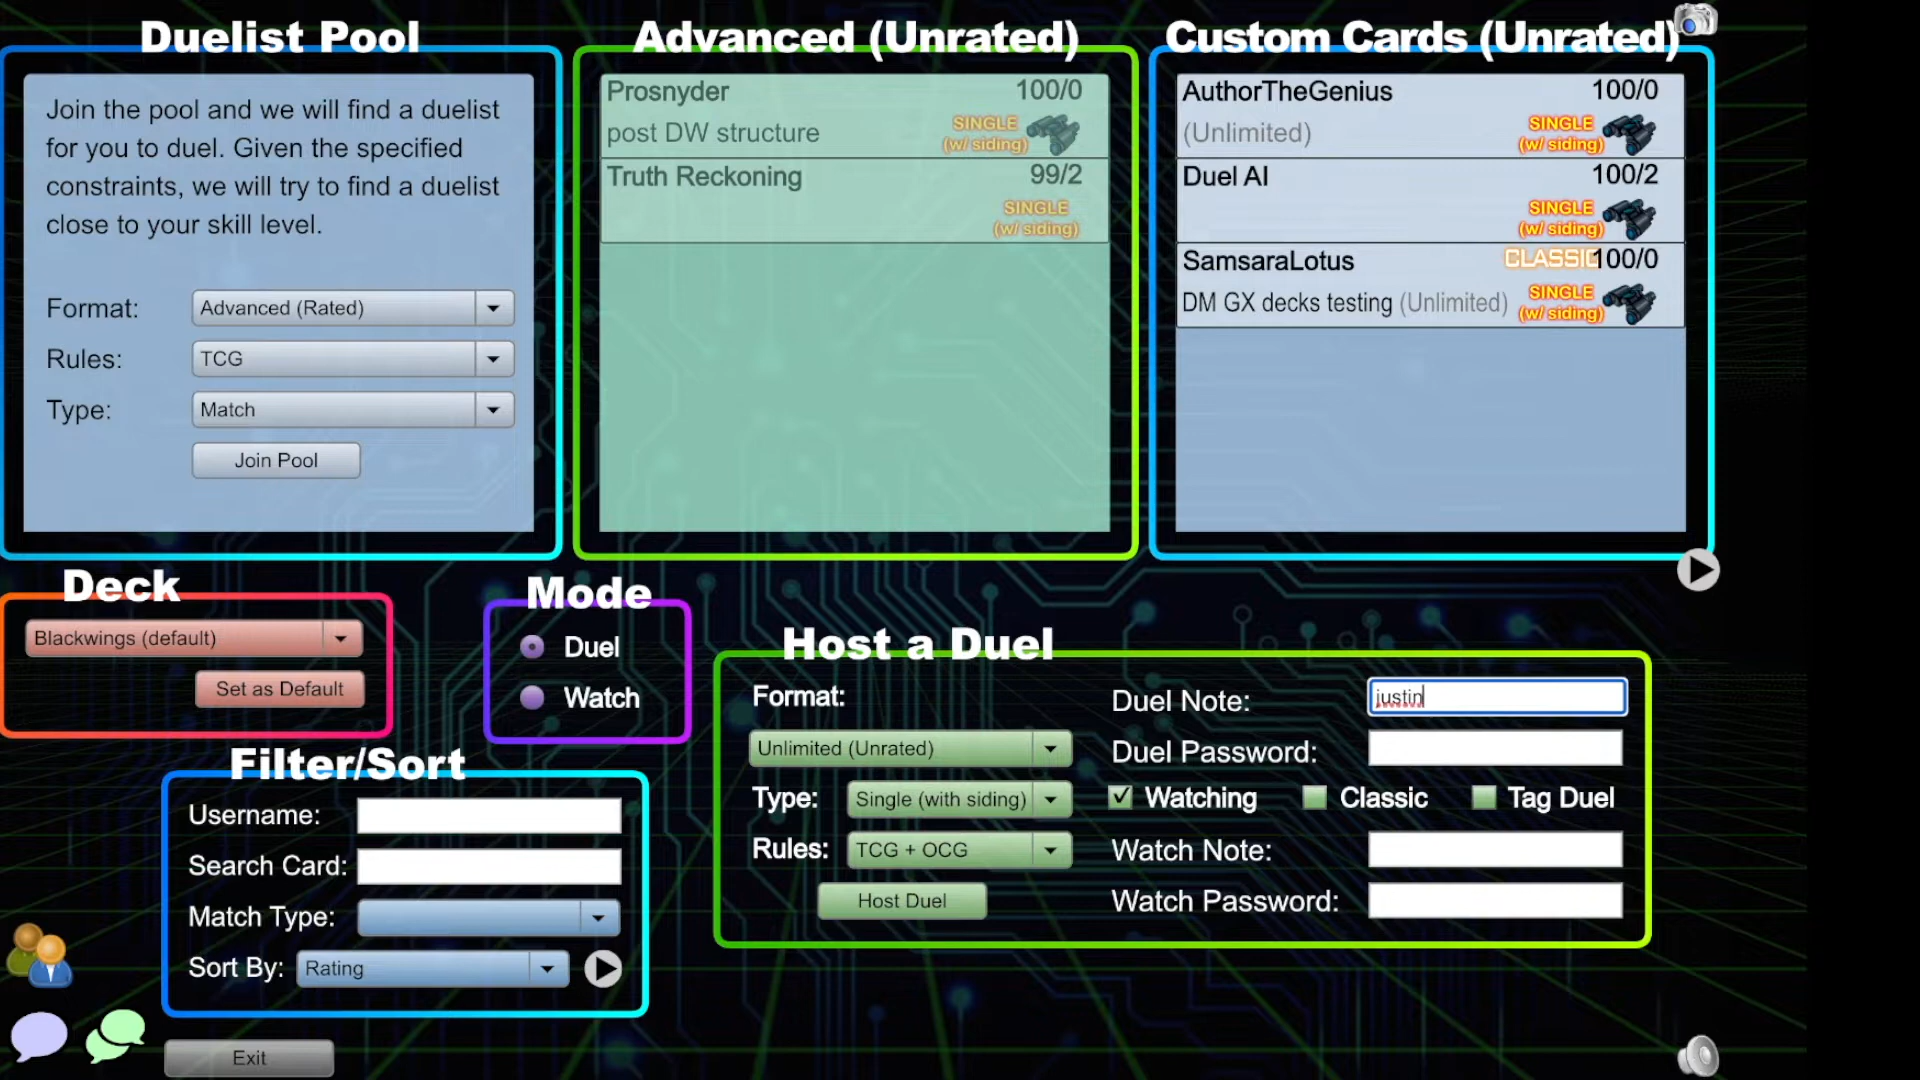 Duelist Pool
Join the pool and we will find a duelist
for you to duel. Given the specified
constraints, we will try to find a duelist
close to your skill level.
Format: Advanced (Rated)
Rules: TCG
Type: Match
Join Pool
Advanced (Unrated)
Prosnyder 100/0
post DW structure SINGLE
(w/ siding)
Truth Reckoning 99/2
SINGLE
(w/ siding)
Custom Cards (Unrated)
AuthorTheGenius 100/0
(Unlimited) SINGLE
(w/ siding)
Duel AI 100/2
SINGLE
(w/ siding)
SamsaraLotus CLASSIC 100/0
DM GX decks testing (Unlimited) SINGLE
(w/ siding)
Deck
Blackwings (default)
Set as Default
Mode
Duel
Watch
Filter/Sort
Username:
Search Card:
Match Type:
Sort By: Rating
Host a Duel
Format:
Unlimited (Unrated)
Type: Single (with siding)
Rules: TCG + OCG
Host Duel
Duel Note: justin
Duel Password:
Watching Classic Tag Duel
Watch Note:
Watch Password:
Exit